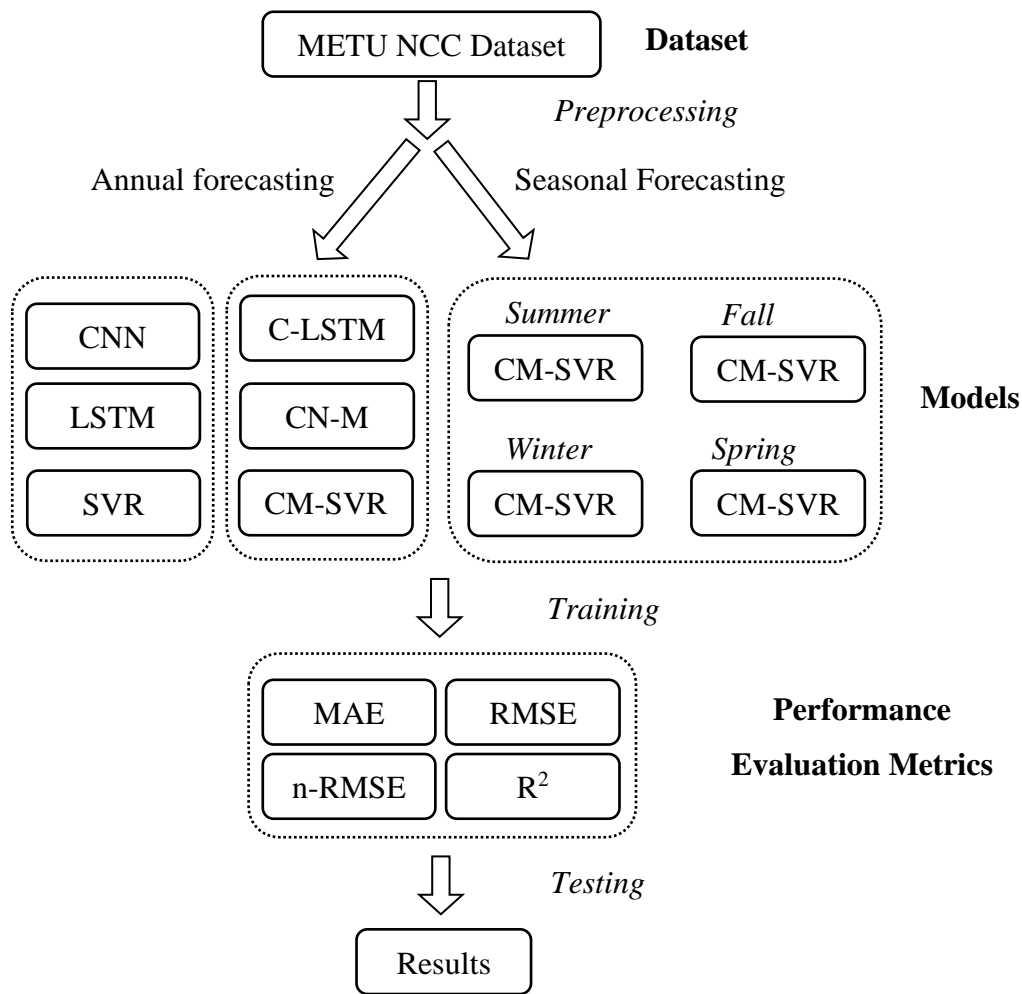 METU NCC Dataset
Dataset
Preprocessing
Annual forecasting
Seasonal Forecasting
CNN
LSTM
SVR
C-LSTM
CN-M
CM-SVR
Summer
CM-SVR
Fall
CM-SVR
Winter
CM-SVR
Spring
CM-SVR
Models
Training
MAE
RMSE
n-RMSE
R²
Performance
Evaluation Metrics
Testing
Results